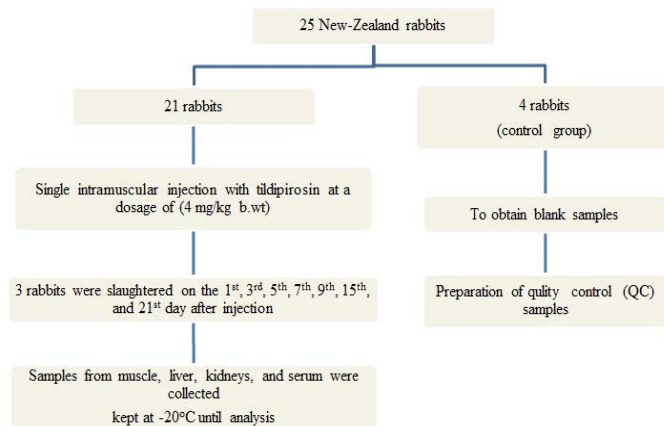 25 New-Zealand rabbits
21 rabbits
4 rabbits
(control group)
Single intramuscular injection with tildipirosin at a
dosage of (4 mg/kg b.wt)
To obtain blank samples
3 rabbits were slaughtered on the 1st, 3rd, 5th, 7th, 9th, 15th,
and 21st day after injection
Preparation of qulity control (QC)
samples
Samples from muscle, liver, kidneys, and serum were
collected
kept at -20°C until analysis